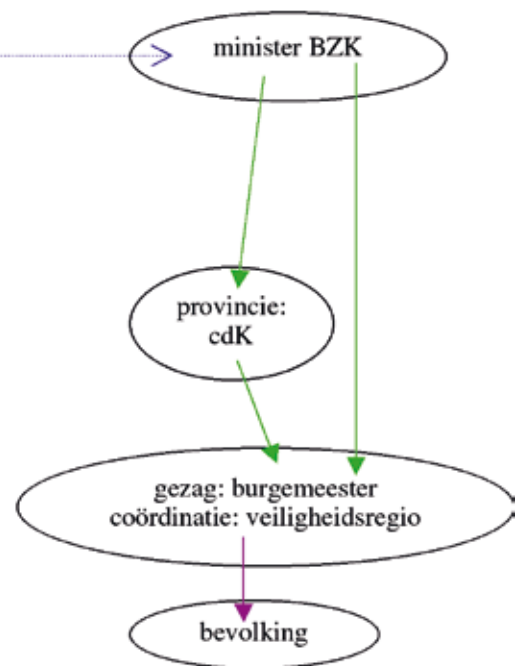 minister BZK
provincie:
cdK
gezag: burgemeester
coördinatie: veiligheidsregio
bevolking